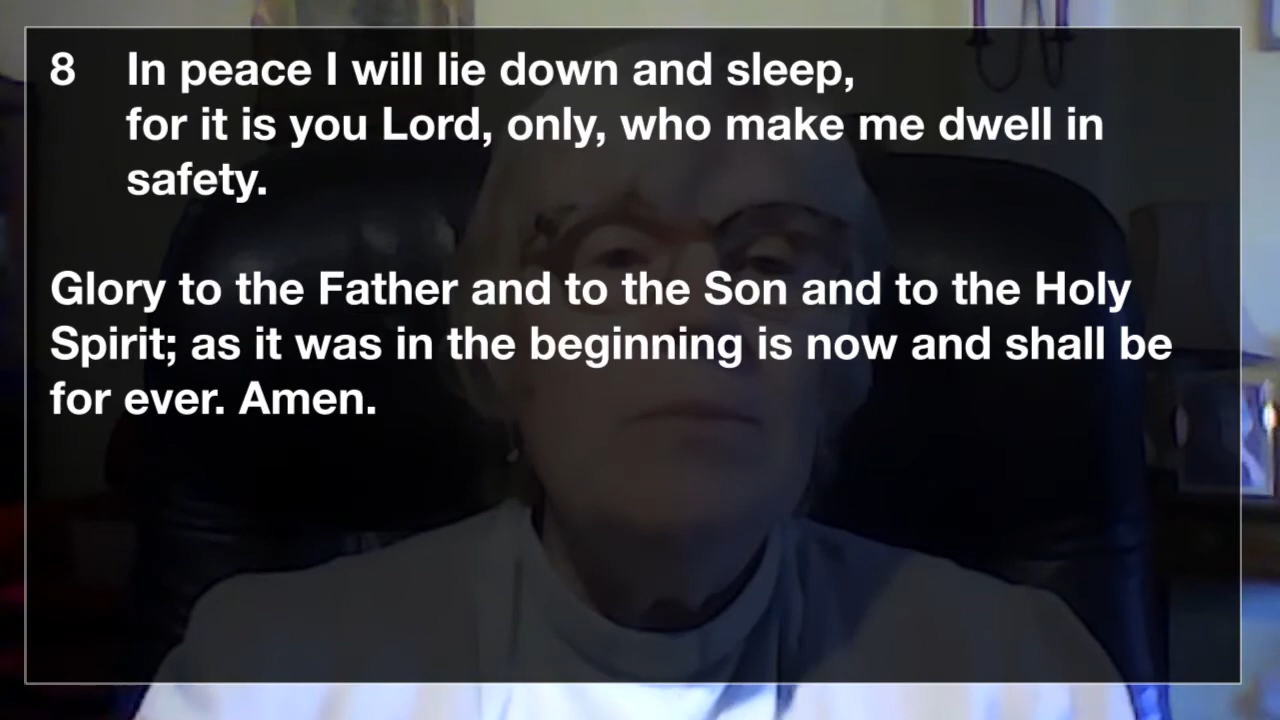 8 In peace I will lie down and sleep,
for it is you Lord, only, who make me dwell in
safety.
Glory to the Father and to the Son and to the Holy
Spirit; as it was in the beginning is now and shall be
for ever. Amen.